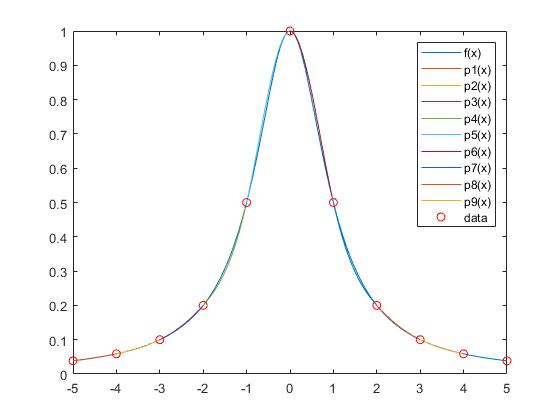 1
0.9
0.8
0.7
0.6
0.5
0.4
0.3
0.2
0.1
0
-5 -4 -3 -2 -1 0 1 2 3 4 5
f(x)
p1(x)
p2(x)
p3(x)
p4(x)
p5(x)
p6(x)
p7(x)
p8(x)
p9(x)
data